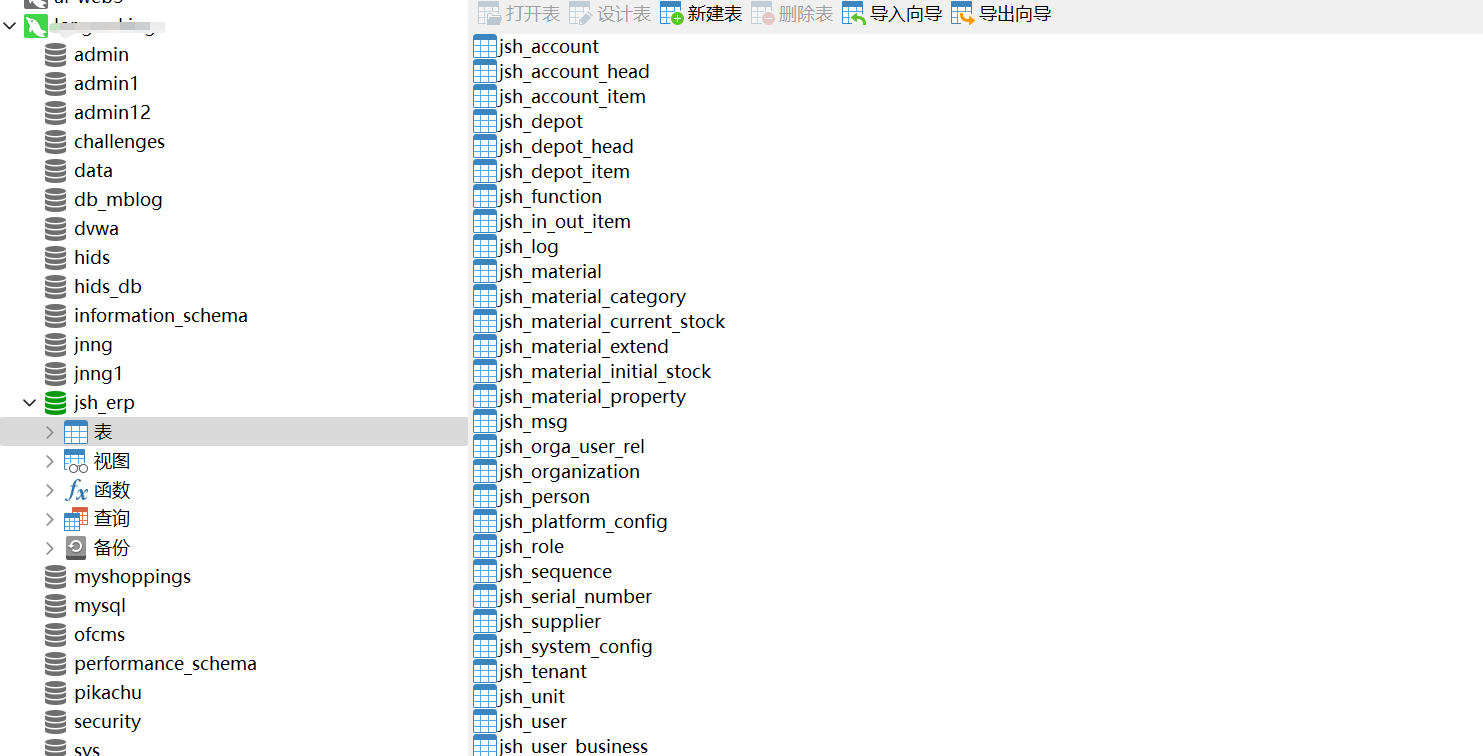 admin
admin1
admin12
challenges
data
db_mblog
dvwa
hids
hids_db
information_schema
jnng
jnng1
jsh_erp
表
视图
函数
查询
备份
myshoppings
mysql
ofcms
performance_schema
pikachu
security
sys
打开表 设计表 新建表 删除表 导入向导 导出向导
jsh_account
jsh_account_head
jsh_account_item
jsh_depot
jsh_depot_head
jsh_depot_item
jsh_function
jsh_in_out_item
jsh_log
jsh_material
jsh_material_category
jsh_material_current_stock
jsh_material_extend
jsh_material_initial_stock
jsh_material_property
jsh_msg
jsh_orga_user_rel
jsh_organization
jsh_person
jsh_platform_config
jsh_role
jsh_sequence
jsh_serial_number
jsh_supplier
jsh_system_config
jsh_tenant
jsh_unit
jsh_user
jsh_user_business